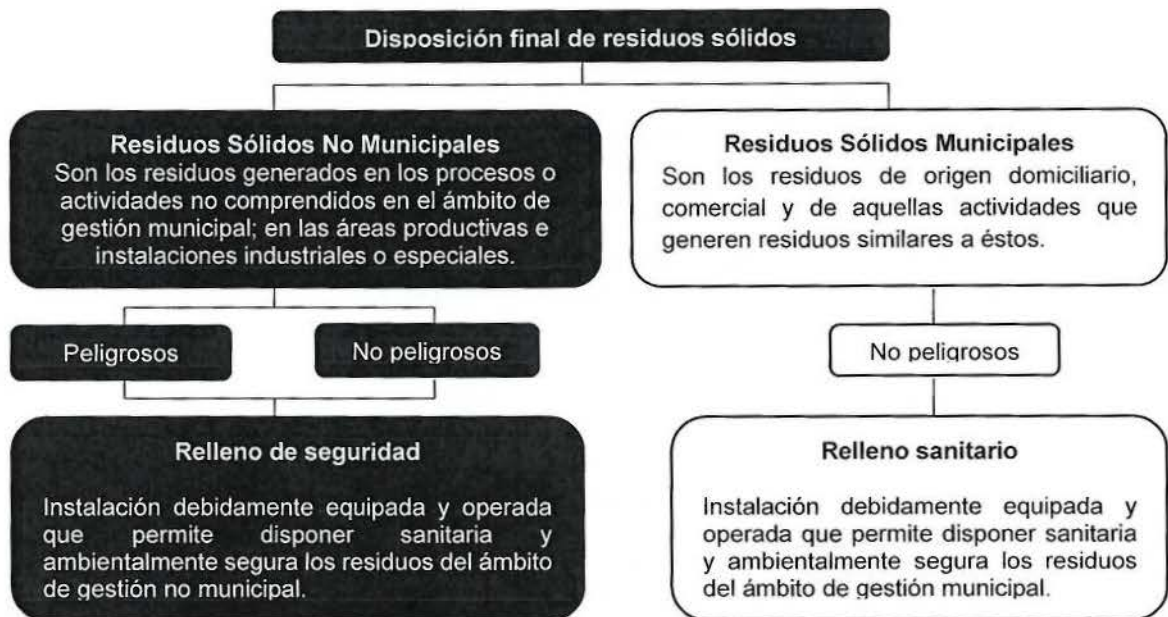 Disposición final de residuos sólidos
Residuos Sólidos No Municipales
Son los residuos generados en los procesos o
actividades no comprendidos en el ámbito de
gestión municipal; en las áreas productivas e
instalaciones industriales o especiales.
Residuos Sólidos Municipales
Son los residuos de origen domiciliario,
comercial y de aquellas actividades que
generen residuos similares a éstos.
Peligrosos
No peligrosos
No peligrosos
Relleno de seguridad
Instalación debidamente equipada y operada
que permite disponer sanitaria y
ambientalmente segura los residuos del ámbito
de gestión no municipal.
Relleno sanitario
Instalación debidamente equipada y
operada que permite disponer sanitaria
y ambientalmente segura los residuos
del ámbito de gestión municipal.